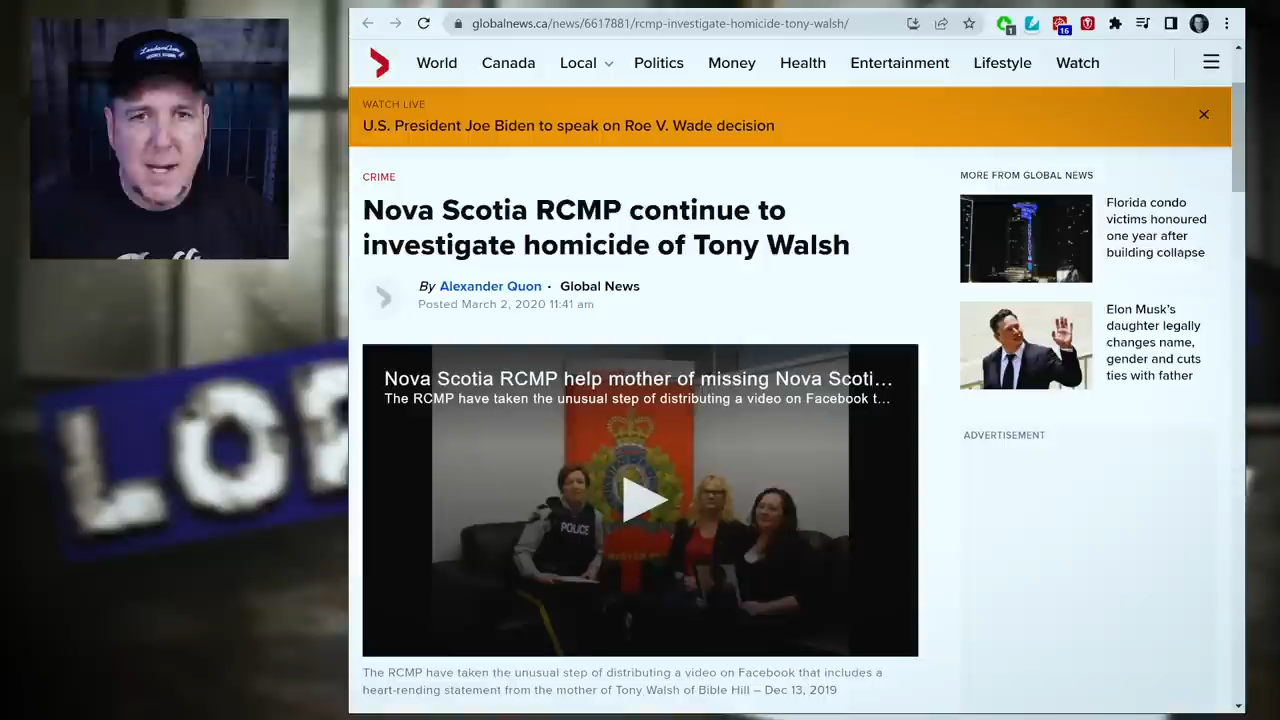 globalnews.ca/news/6617881/rcmp-investigate-homicide-tony-walsh/
1
16
World Canada Local Politics Money Health Entertainment Lifestyle Watch
WATCH LIVE
U.S. President Joe Biden to speak on Roe V. Wade decision
CRIME
Nova Scotia RCMP continue to
investigate homicide of Tony Walsh
By Alexander Quon · Global News
Posted March 2, 2020 11:41 am
Nova Scotia RCMP help mother of missing Nova Scoti...
The RCMP have taken the unusual step of distributing a video on Facebook t...
POLICE
The RCMP have taken the unusual step of distributing a video on Facebook that includes a
heart-rending statement from the mother of Tony Walsh of Bible Hill – Dec 13, 2019
MORE FROM GLOBAL NEWS
Florida condo
victims honoured
one year after
building collapse
Elon Musk's
daughter legally
changes name,
gender and cuts
ties with father
ADVERTISEMENT